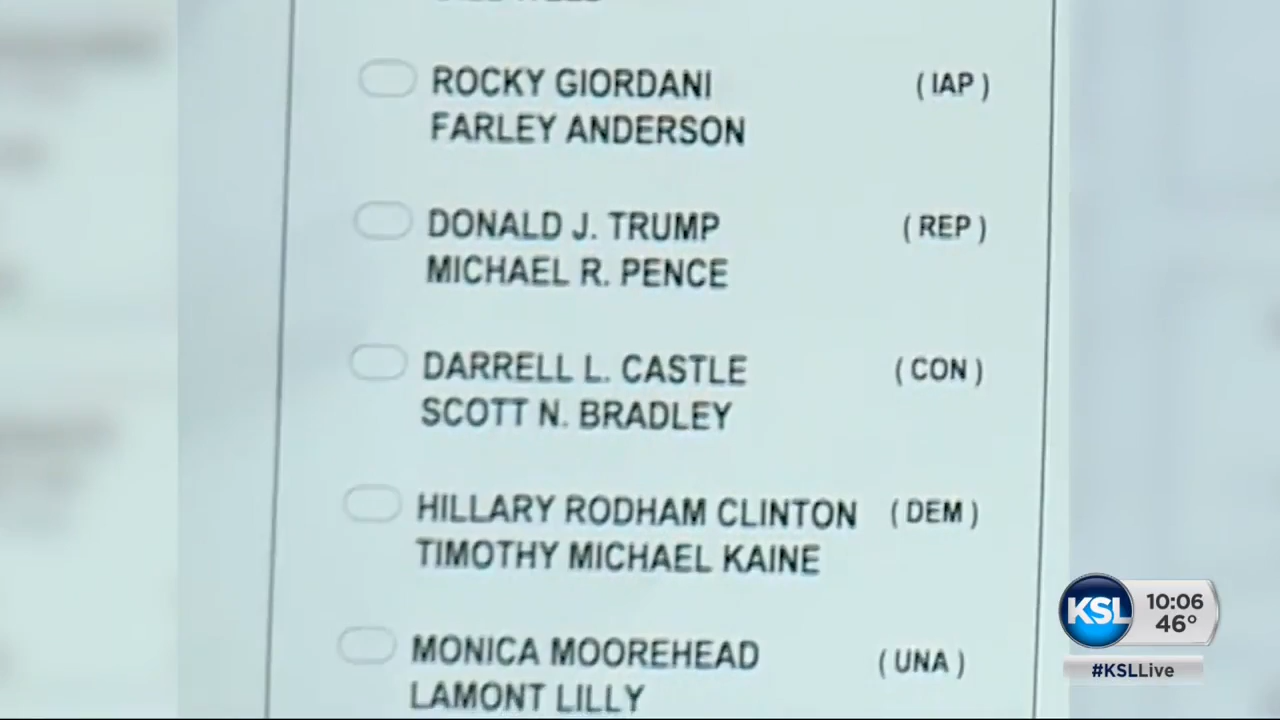 ROCKY GIORDANI (IAP)
FARLEY ANDERSON
DONALD J. TRUMP (REP)
MICHAEL R. PENCE
DARRELL L. CASTLE (CON)
SCOTT N. BRADLEY
HILLARY RODHAM CLINTON (DEM)
TIMOTHY MICHAEL KAINE
MONICA MOOREHEAD (UNA)
LAMONT LILLY
KSL 10:06
46°
#KSLLive